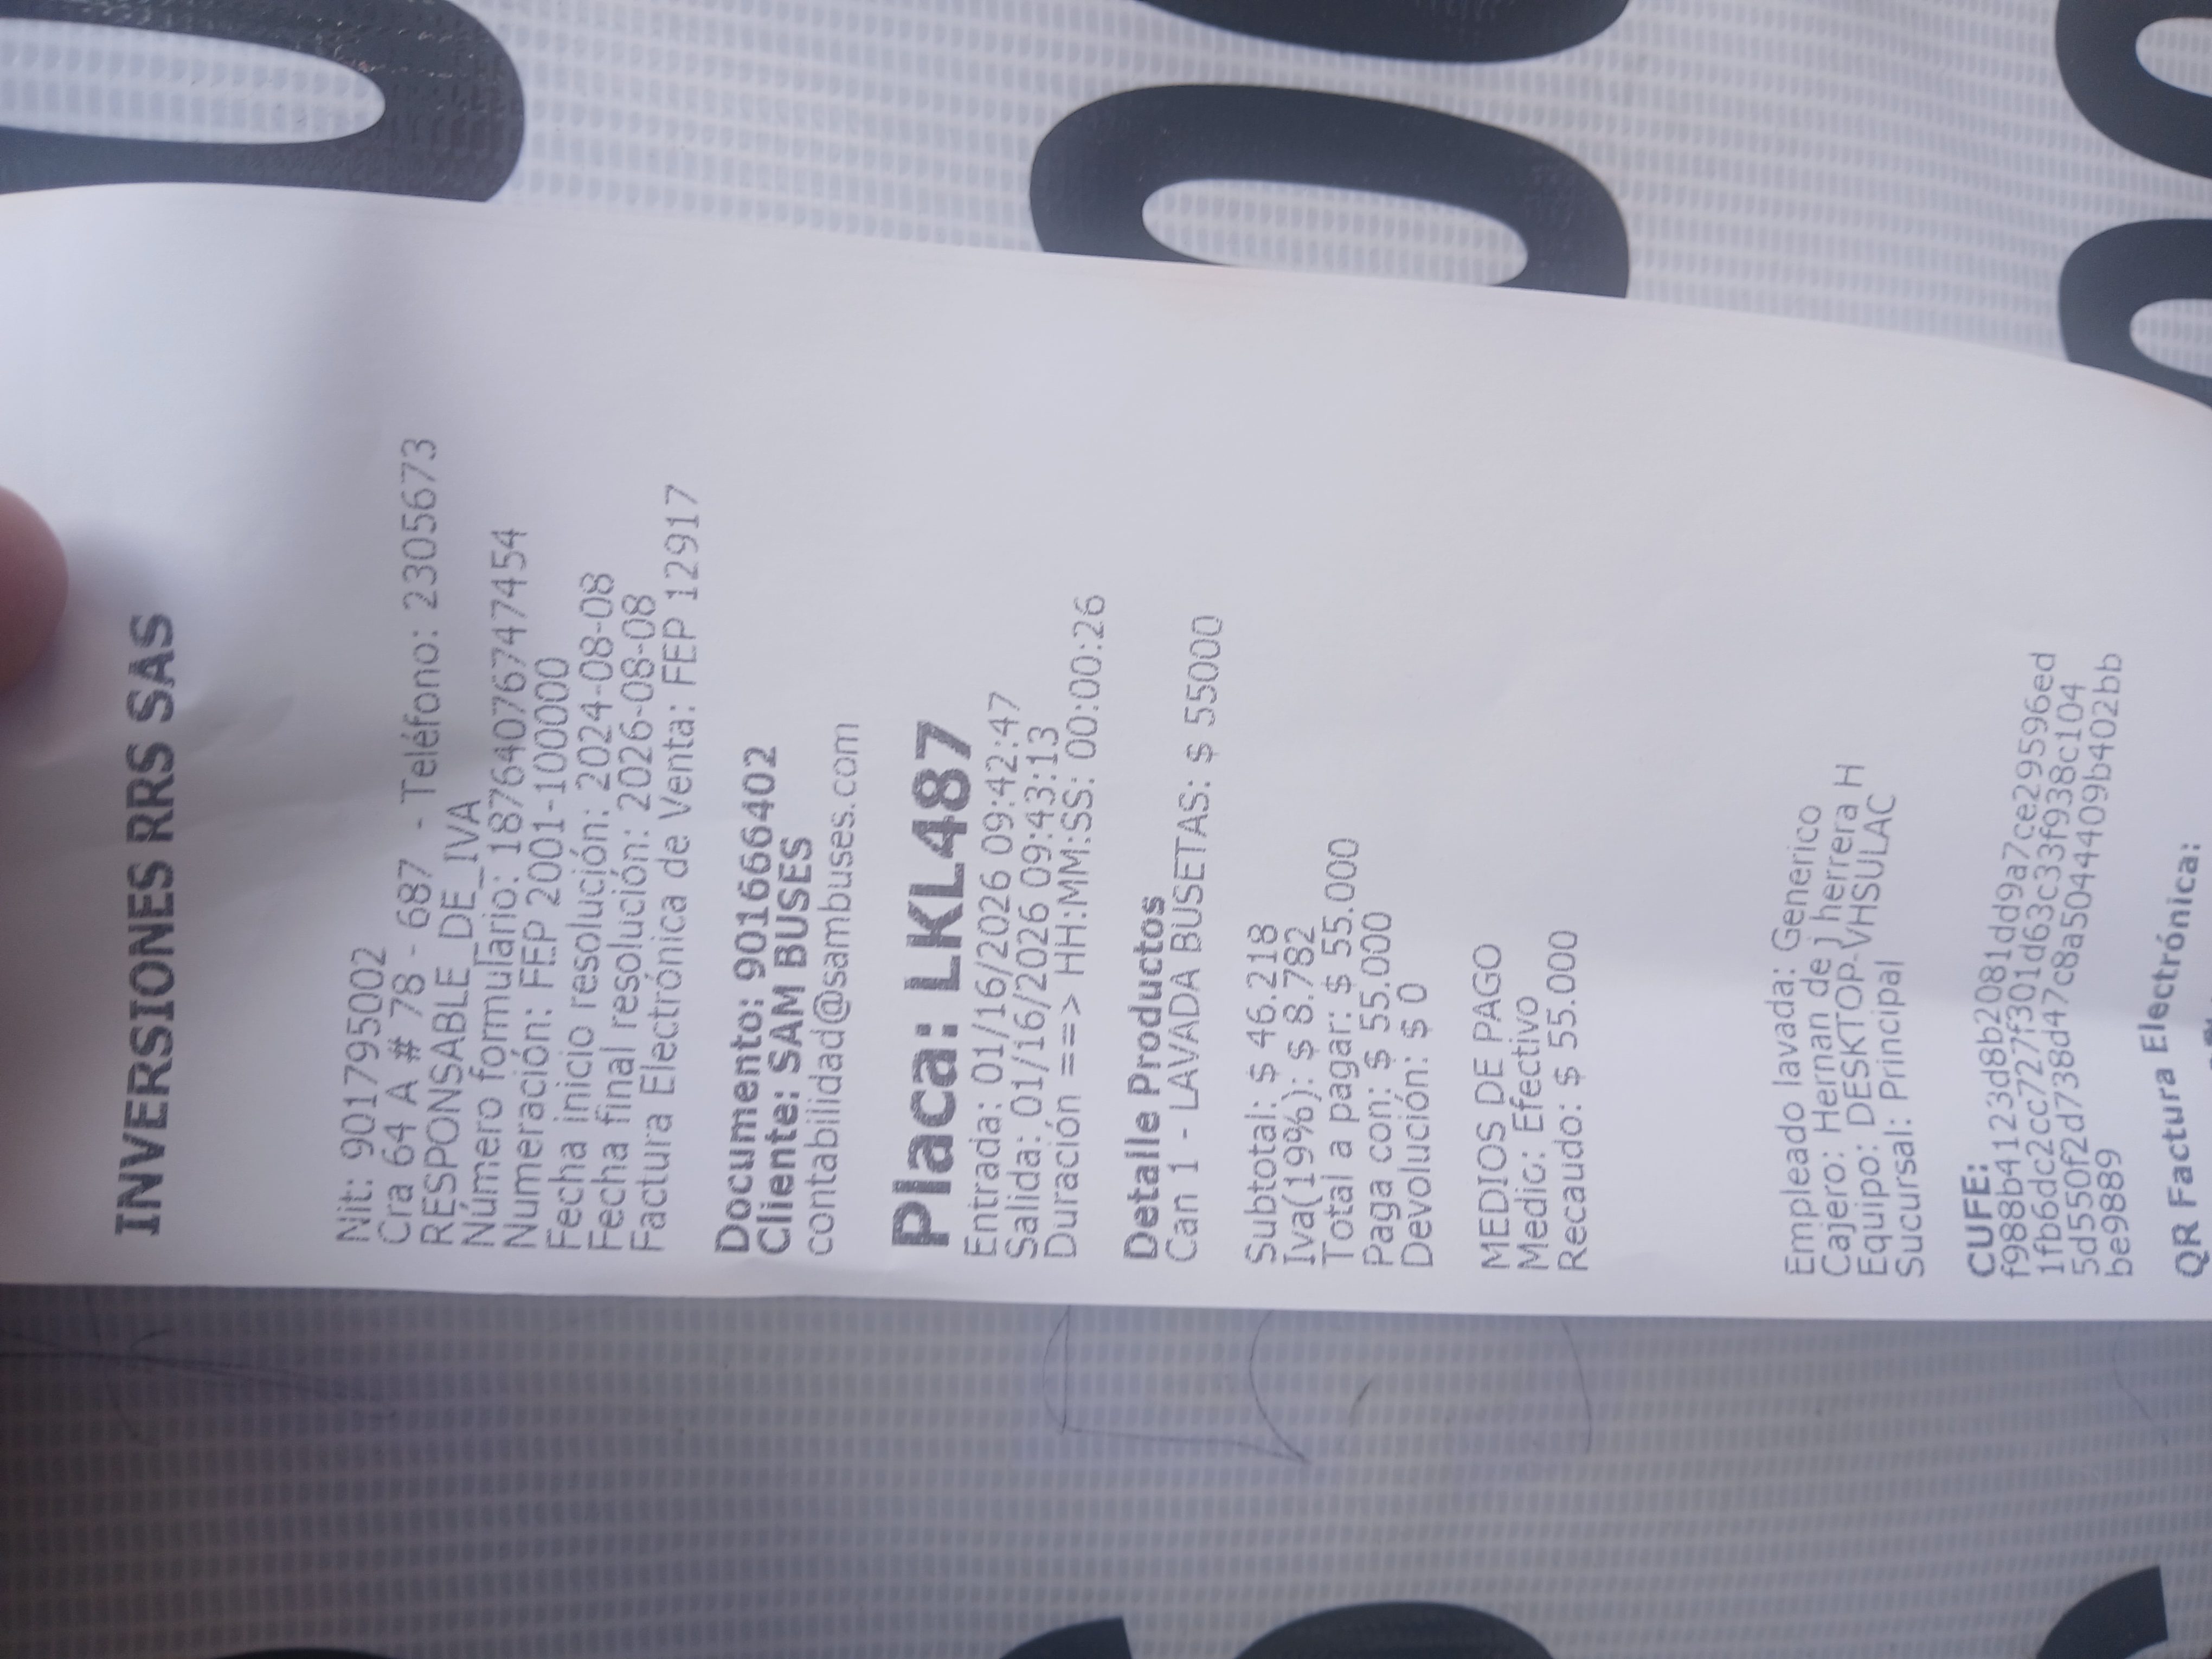 INVERSIONES RRS SAS
Nit: 901795002
Cra 64 A # 78 - 687 - Teléfono: 2305673
RESPONSABLE_DE_IVA
Número formulario: 18764076747454
Numeración: FEP 2001-100000
Fecha inicio resolución: 2024-08-08
Fecha final resolución: 2026-08-08
Factura Electrónica de Venta: FEP 12917
Documento: 901666402
Cliente: SAM BUSES
contabilidad@sambuses.com
Placa: LKL487
Entrada: 01/16/2026 09:42:47
Salida: 01/16/2026 09:43:13
Duración ==> HH:MM:SS: 00:00:26
Detalle Productos
Can 1 - LAVADA BUSETAS: $ 55000
Subtotal: $ 46.218
Iva(19%): $ 8.782
Total a pagar: $ 55.000
Paga con: $ 55.000
Devolución: $ 0
MEDIOS DE PAGO
Medio: Efectivo
Recaudo: $ 55.000
Empleado lavada: Generico
Cajero: Hernan de j herrera H
Equipo: DESKTOP-VHSULAC
Sucursal: Principal
CUFE:
f988b4123d8b2081dd9a7ce29596ed
1fb6dc2cc727f301d63c33f938c104
5d550f2d738d47c8a5044409b402bb
be9889
QR Factura Electrónica: